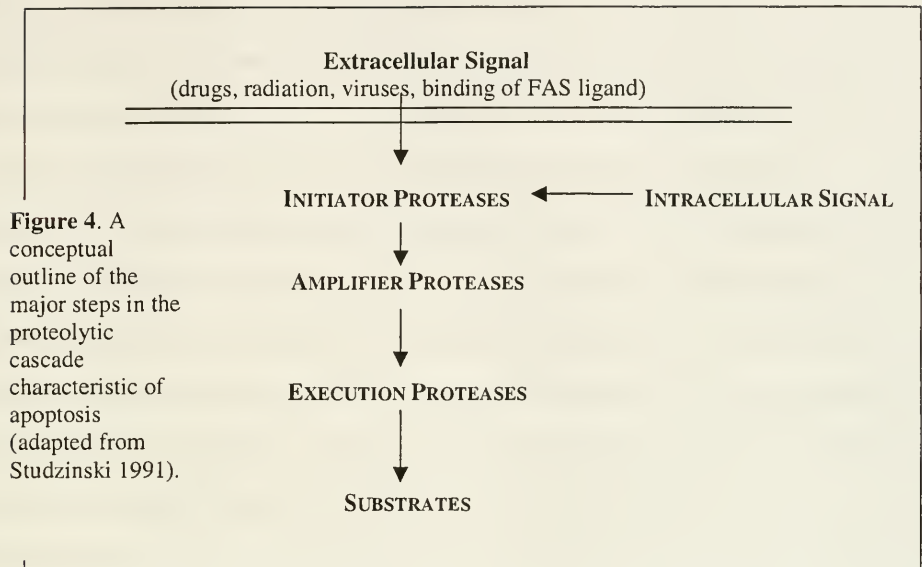 Extracellular Signal
(drugs, radiation, viruses, binding of FAS ligand)
INITIATOR PROTEASES
INTRACELLULAR SIGNAL
AMPLIFIER PROTEASES
EXECUTION PROTEASES
SUBSTRATES
Figure 4. A
conceptual
outline of the
major steps in the
proteolytic
cascade
characteristic of
apoptosis
(adapted from
Studzinski 1991).